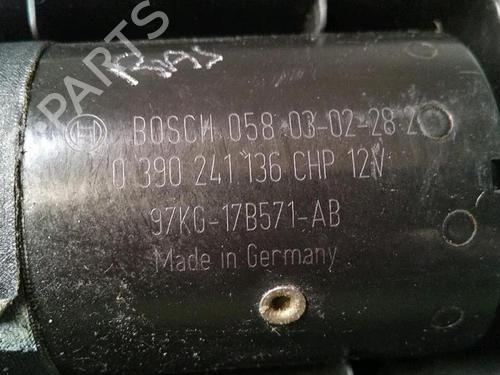 B PARTS
BOSCH 058 03-02-28 2
0 390 241 136 CHP 12V
97KG-17B571-AB
Made in Germany